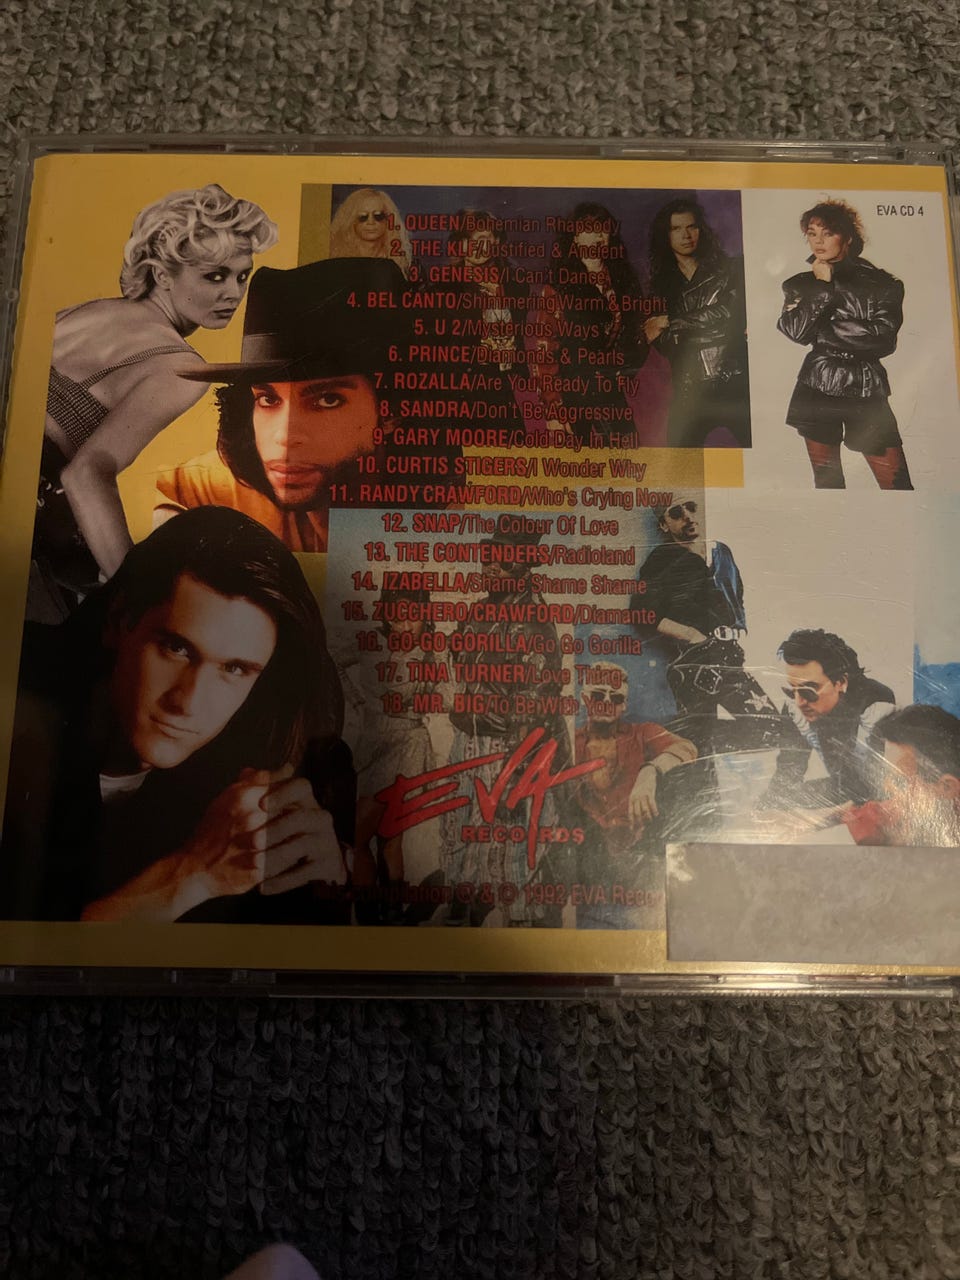 EVA CD 4
1. QUEEN/Bohemian Rhapsody
2. THE KLF/Justified & Ancient
3. GENESIS/I Can't Dance
4. BEL CANTO/Shimmering Warm & Bright
5. U 2/Mysterious Ways
6. PRINCE/Diamonds & Pearls
7. ROZALLA/Are You Ready To Fly
8. SANDRA/Don't Be Aggressive
9. GARY MOORE/Cold Day In Hell
10. CURTIS STIGERS/I Wonder Why
11. RANDY CRAWFORD/Who's Crying Now
12. SNAP/The Colour Of Love
13. THE CONTENDERS/Radioland
14. IZABELLA/Shame Shame Shame
15. ZUCCHERO/CRAWFORD/Diamante
16. GO-GO GORILLA/Go Go Gorilla
17. TINA TURNER/Love Thing
18. MR. BIG/To Be With You
EVA
RECORDS
compilation ℗ & © 1992 EVA